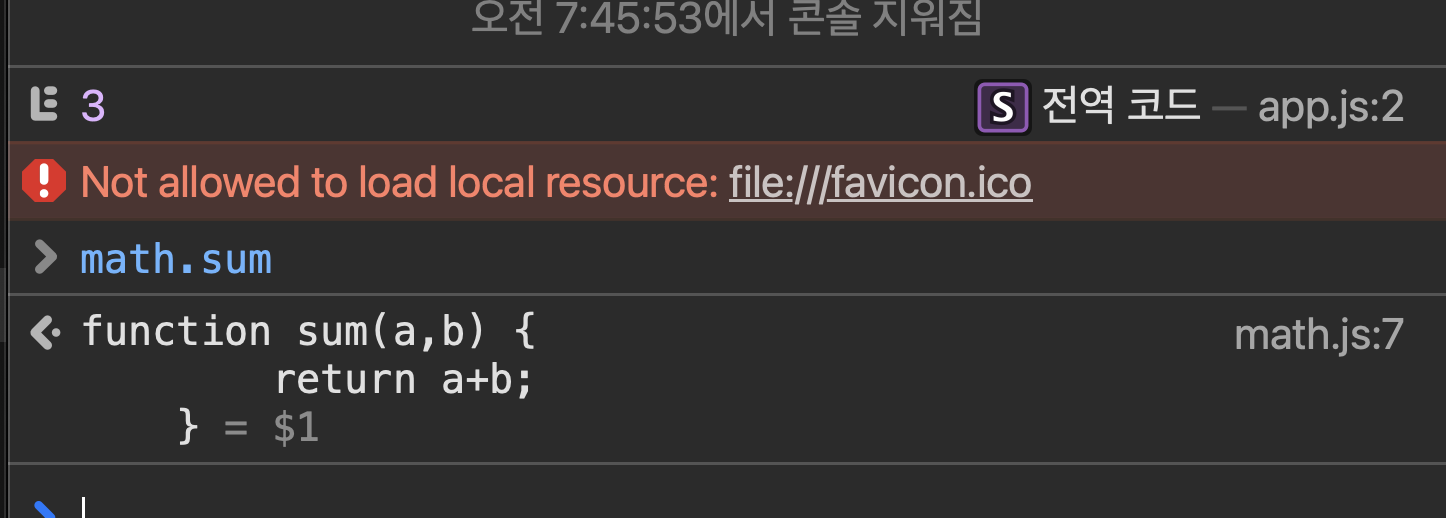 오전 7:45:53에서 콘솔 지워짐
3 S 전역 코드 — app.js:2
Not allowed to load local resource: file:///favicon.ico
math.sum
function sum(a,b) { math.js:7
return a+b;
} = $1